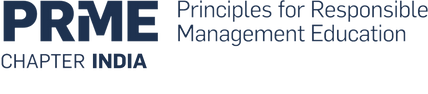 PRME
Principles for Responsible
Management Education
CHAPTER INDIA